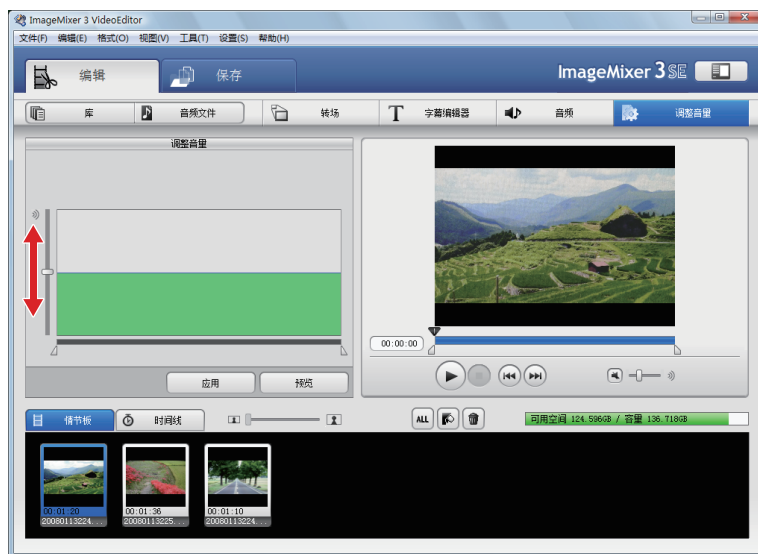 ImageMixer 3 VideoEditor
文件(F) 编辑(E) 格式(O) 视图(V) 工具(T) 设置(S) 帮助(H)
编辑 保存 ImageMixer 3 SE
库 音频文件 转场 T 字幕编辑器 音频 调整音里
调整音里
00:00:00
应用 预览
情节板 时间线 ALL 可用空间 124.596GB / 容里 136.718GB
00:01:20 00:01:36 00:01:10
20080113224... 20080113225... 20080113224...